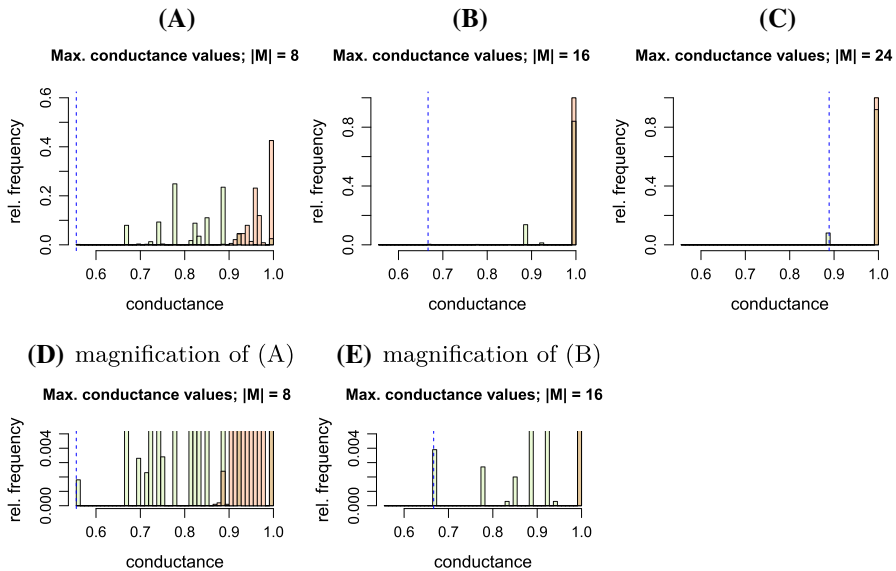 (A) (B) (C)
Max. conductance values; |M| = 8
Max. conductance values; |M| = 16
Max. conductance values; |M| = 24
rel. frequency
0.0 0.2 0.4 0.6
0.6 0.7 0.8 0.9 1.0
conductance
rel. frequency
0.0 0.4 0.8
0.6 0.7 0.8 0.9 1.0
conductance
rel. frequency
0.0 0.4 0.8
0.6 0.7 0.8 0.9 1.0
conductance
(D) magnification of (A)
(E) magnification of (B)
Max. conductance values; |M| = 8
Max. conductance values; |M| = 16
rel. frequency
0.000 0.004
0.6 0.7 0.8 0.9 1.0
conductance
rel. frequency
0.000 0.004
0.6 0.7 0.8 0.9 1.0
conductance